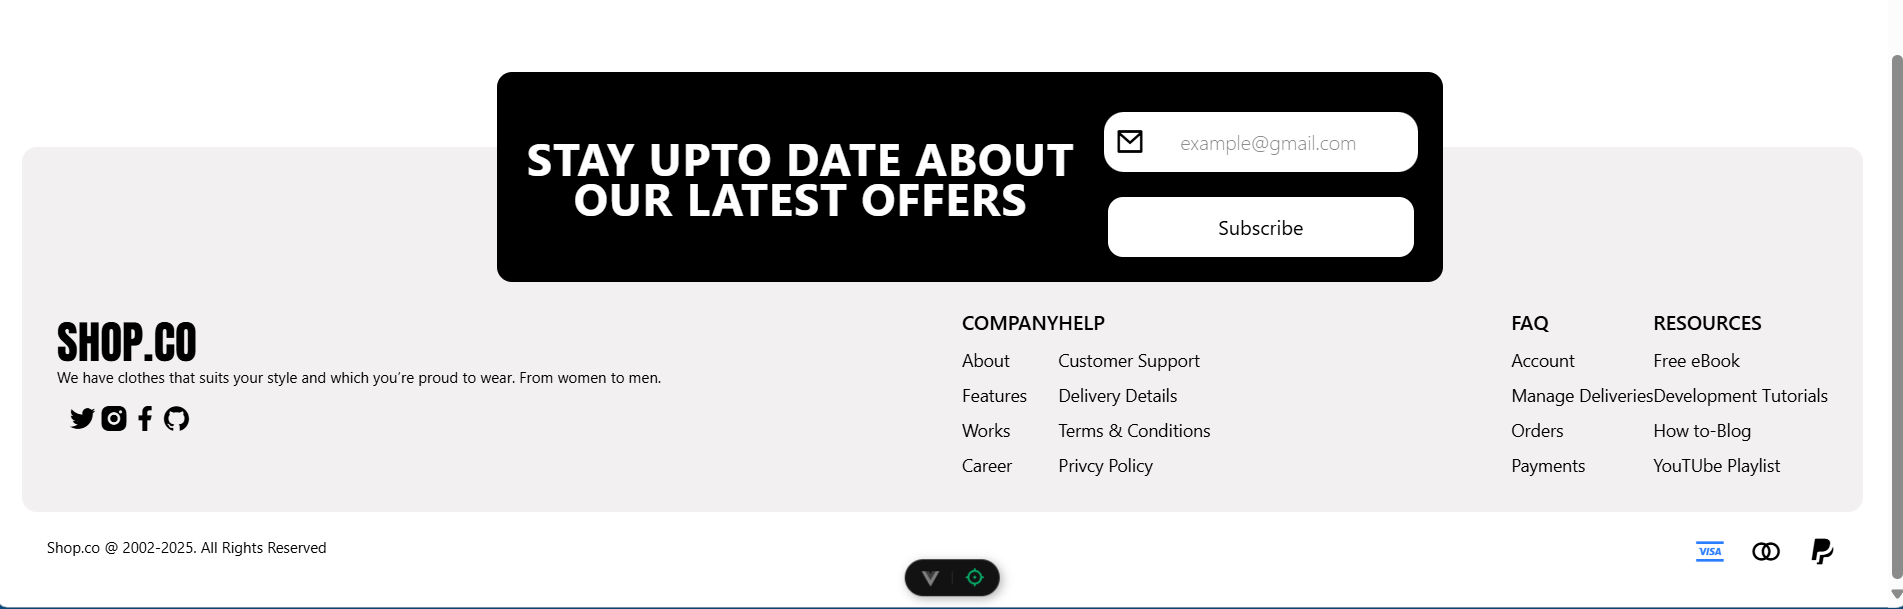 STAY UPTO DATE ABOUT
OUR LATEST OFFERS
example@gmail.com
Subscribe
SHOP.CO
We have clothes that suits your style and which you’re proud to wear. From women to men.
COMPANY
About
Features
Works
Career
HELP
Customer Support
Delivery Details
Terms & Conditions
Privcy Policy
FAQ
Account
Manage Deliveries
Orders
Payments
RESOURCES
Free eBook
Development Tutorials
How to-Blog
YouTUbe Playlist
Shop.co @ 2002-2025. All Rights Reserved
VISA